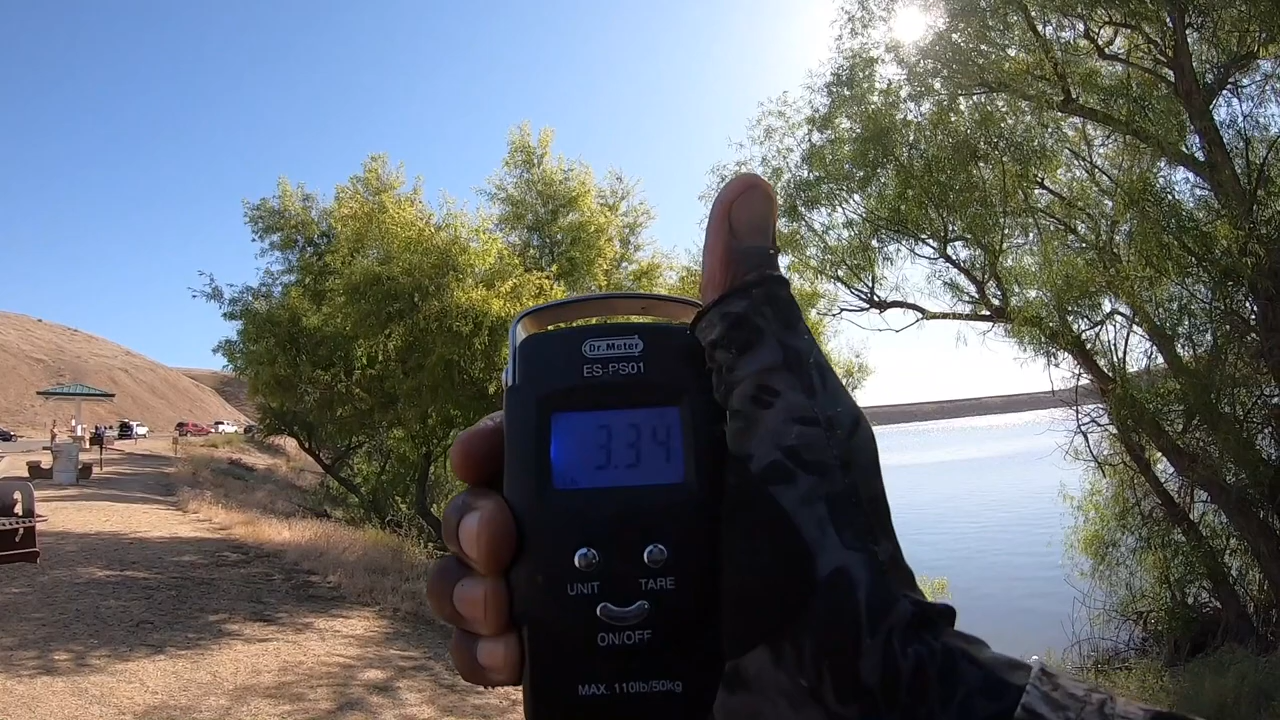 Dr.Meter
ES-PS01
3.34
UNIT
TARE
ON/OFF
MAX. 110lb/50kg